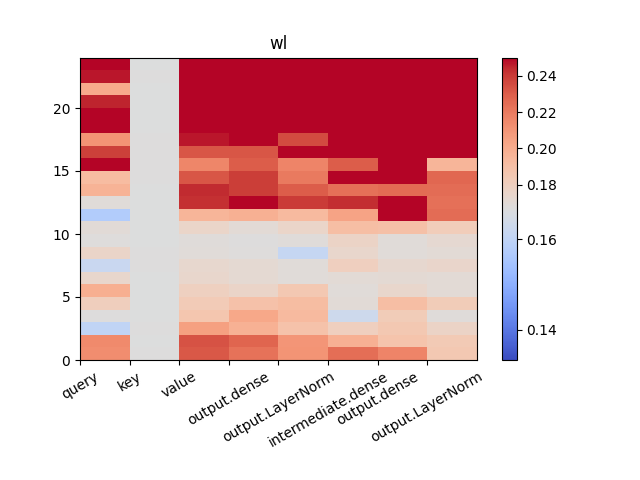 wl
20
15
10
5
0
query
key
value
output.dense
output.LayerNorm
intermediate.dense
output.dense
output.LayerNorm
0.24
0.22
0.20
0.18
0.16
0.14